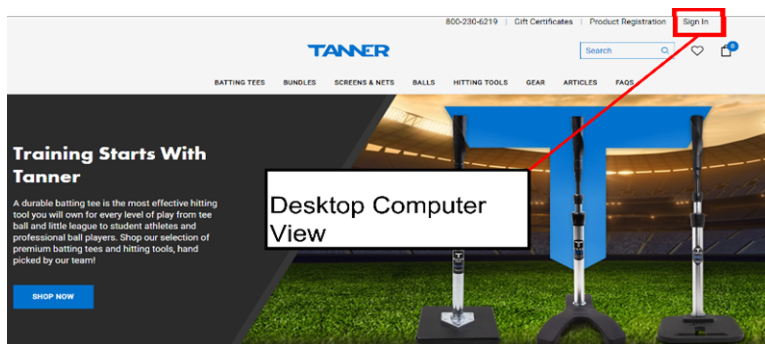 800-230-6219 | Gift Certificates | Product Registration Sign In
TANNER
Search
0
BATTING TEES BUNDLES SCREENS & NETS BALLS HITTING TOOLS GEAR ARTICLES FAQS
Training Starts With
Tanner
A durable batting tee is the most effective hitting
tool you will own for every level of play from tee
ball and little league to student athletes and
professional ball players. Shop our selection of
premium batting tees and hitting tools, hand
picked by our team!
SHOP NOW
Desktop Computer
View